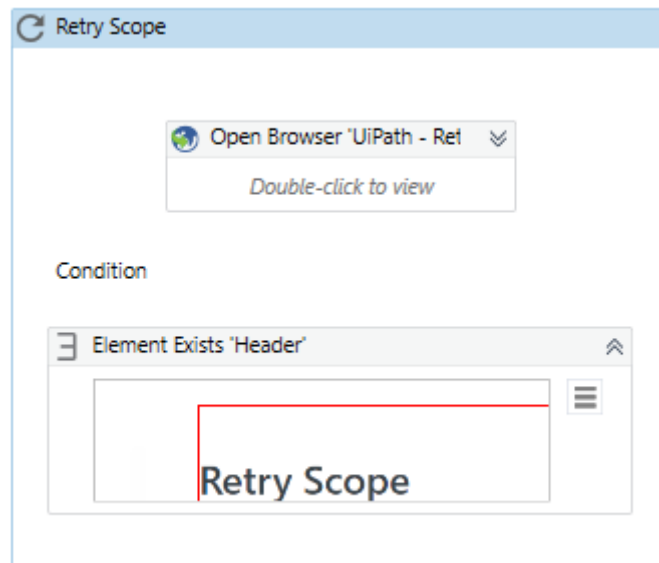 Retry Scope
Open Browser 'UiPath - Ret
Double-click to view
Condition
Element Exists 'Header'
Retry Scope